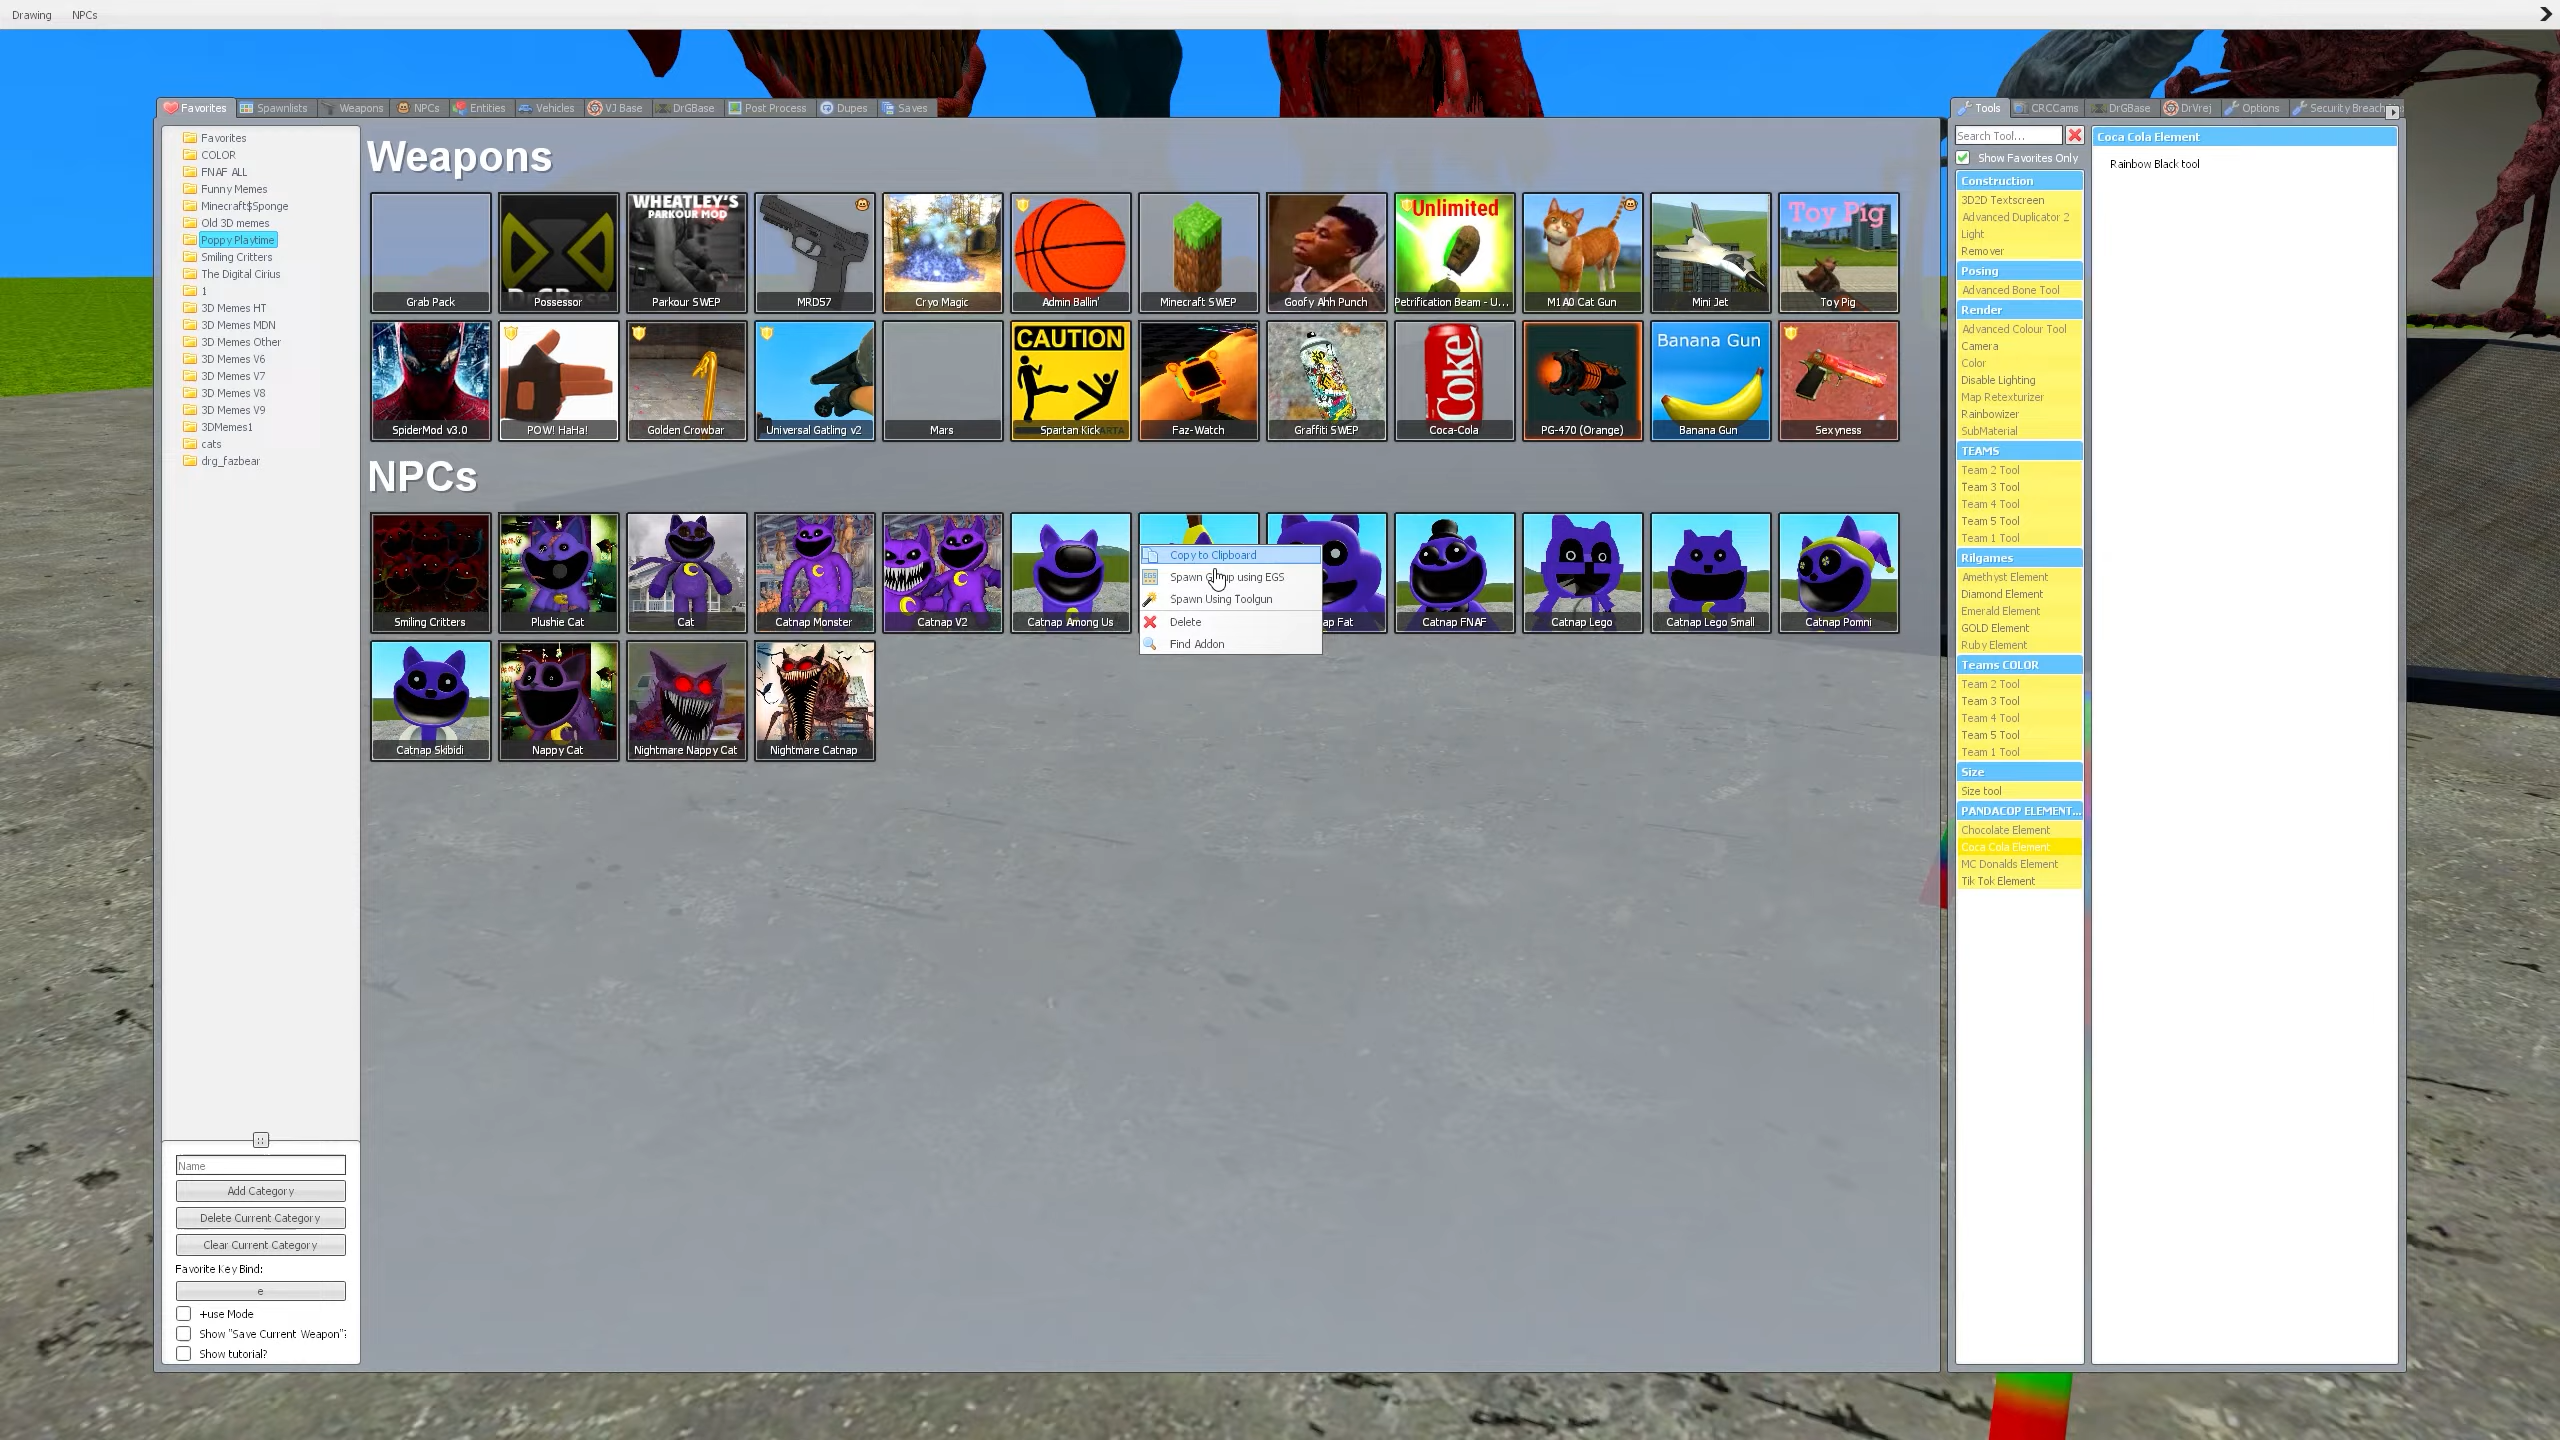 Drawing NPCs
Favorites Spawnlists Weapons NPCs Entities Vehicles VJ Base DrGBase Post Process Dupes Saves
Favorites
COLOR
FNAF ALL
Funny Memes
Minecraft$Sponge
Old 3D memes
Poppy Playtime
Smiling Critters
The Digital Cirius
1
3D Memes HT
3D Memes MDN
3D Memes Other
3D Memes V6
3D Memes V7
3D Memes V8
3D Memes V9
3DMemes1
cats
drg_fazbear
Name
Add Category
Delete Current Category
Clear Current Category
Favorite Key Bind:
e
+use Mode
Show "Save Current Weapon"?
Show tutorial?
Weapons
WHEATLEY'S
PARKOUR MOD
Unlimited
Toy Pig
Grab Pack Possessor Parkour SWEP MRD57 Cryo Magic Admin Ballin' Minecraft SWEP Goofy Ahh Punch Petrification Beam - U... M1A0 Cat Gun Mini Jet Toy Pig
CAUTION
Coke
Banana Gun
SpiderMod v3.0 POW! HaHa! Golden Crowbar Universal Gatling v2 Mars Spartan Kick Faz-Watch Graffiti SWEP Coca-Cola PG-470 (Orange) Banana Gun Sexyness
NPCs
Smiling Critters Plushie Cat Cat Catnap Monster Catnap V2 Catnap Among Us ap Fat Catnap FNAF Catnap Lego Catnap Lego Small Catnap Pomni
Copy to Clipboard
Spawn Group using EGS
Spawn Using Toolgun
Delete
Find Addon
Catnap Skibidi Nappy Cat Nightmare Nappy Cat Nightmare Catnap
Tools CRCCams DrGBase DrVrej Options Security Breach
Search Tool...
Show Favorites Only
Construction
3D2D Textscreen
Advanced Duplicator 2
Light
Remover
Posing
Advanced Bone Tool
Render
Advanced Colour Tool
Camera
Color
Disable Lighting
Map Retexturizer
Rainbowizer
SubMaterial
TEAMS
Team 2 Tool
Team 3 Tool
Team 4 Tool
Team 5 Tool
Team 1 Tool
Rilgames
Amethyst Element
Diamond Element
Emerald Element
GOLD Element
Ruby Element
Teams COLOR
Team 2 Tool
Team 3 Tool
Team 4 Tool
Team 5 Tool
Team 1 Tool
Size
Size tool
PANDACOP ELEMENT...
Chocolate Element
Coca Cola Element
MC Donalds Element
Tik Tok Element
Coca Cola Element
Rainbow Black tool